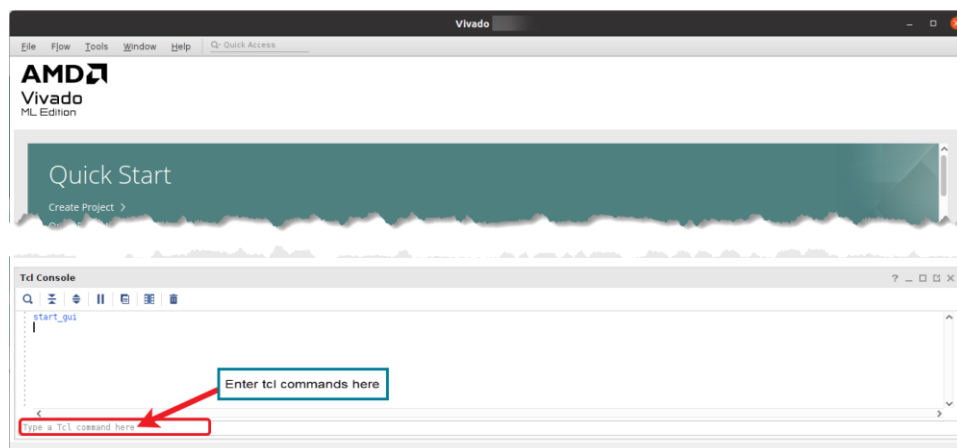 Vivado
File Flow Tools Window Help Q- Quick Access
AMD
Vivado
ML Edition
Quick Start
Create Project >
Tcl Console
start_gui
Enter tcl commands here
Type a Tcl command here